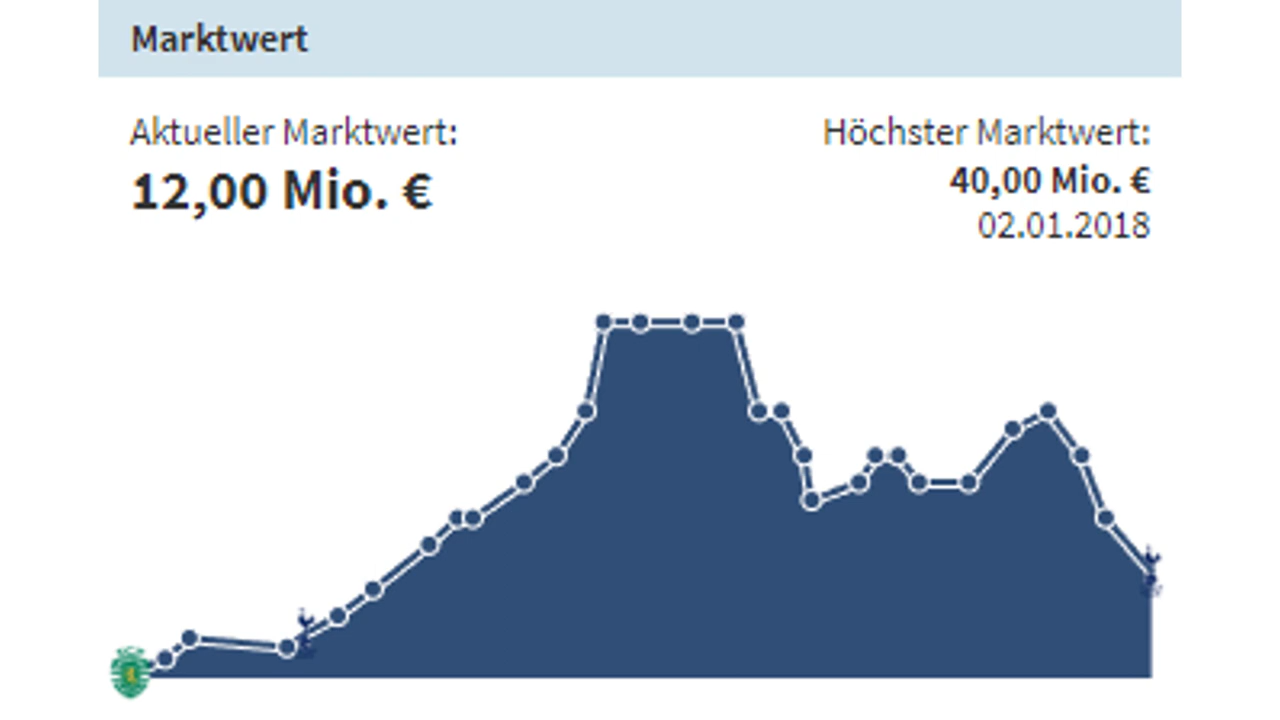 Marktwert
Aktueller Marktwert:
12,00 Mio. €
Höchster Marktwert:
40,00 Mio. €
02.01.2018